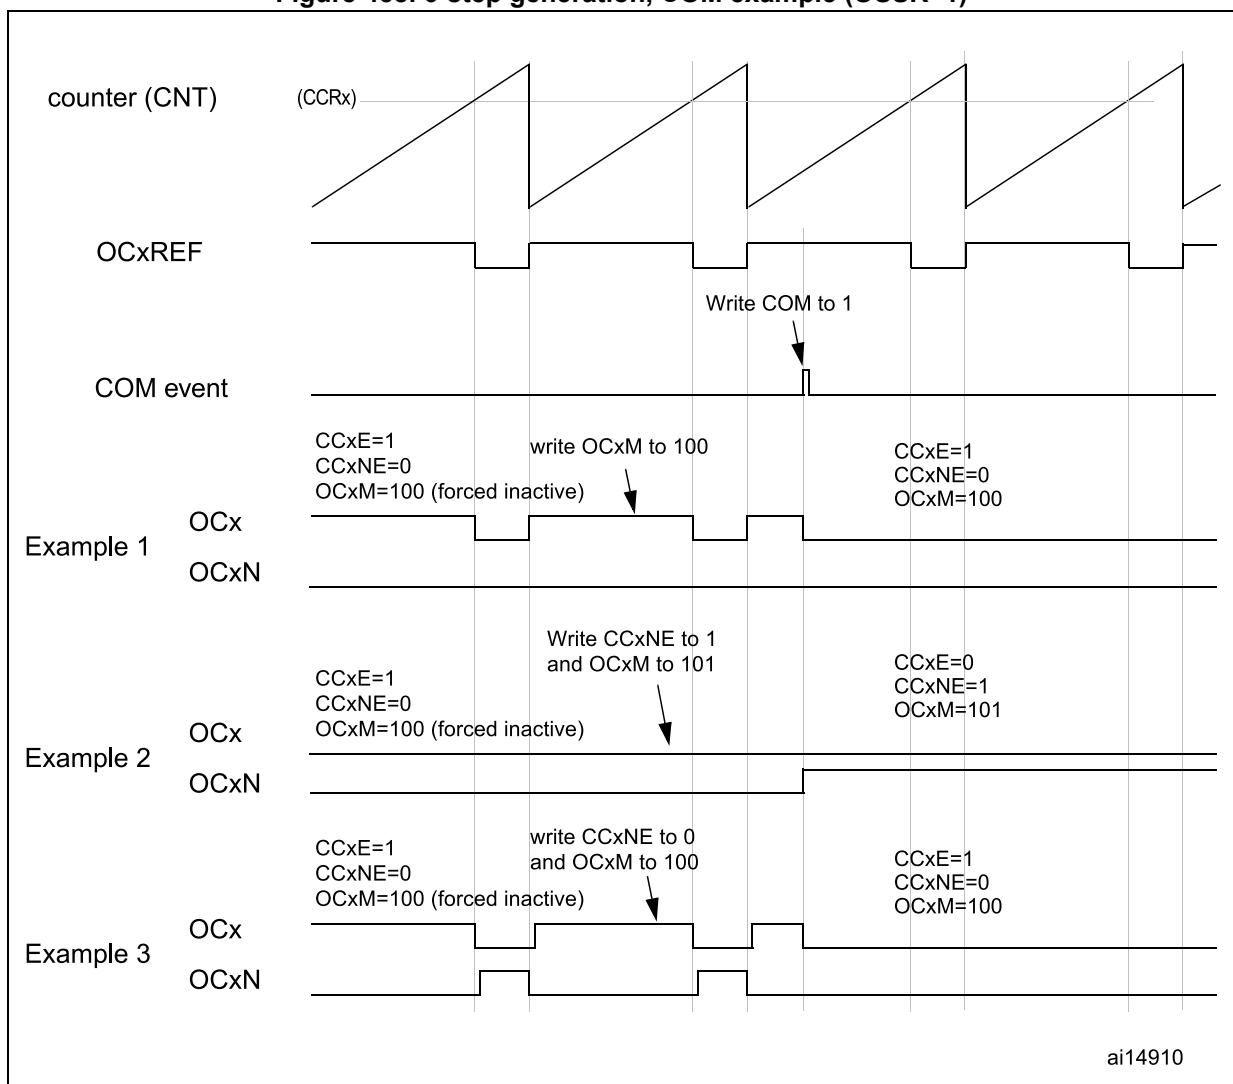 counter (CNT)
(CCRx)
OCxREF
Write COM to 1
COM event
CCxE=1
CCxNE=0
OCxM=100 (forced inactive)
write OCxM to 100
CCxE=1
CCxNE=0
OCxM=100
Example 1
OCx
OCxN
Write CCxNE to 1
and OCxM to 101
CCxE=1
CCxNE=0
OCxM=100 (forced inactive)
CCxE=0
CCxNE=1
OCxM=101
Example 2
OCx
OCxN
write CCxNE to 0
and OCxM to 100
CCxE=1
CCxNE=0
OCxM=100 (forced inactive)
CCxE=1
CCxNE=0
OCxM=100
Example 3
OCx
OCxN
ai14910